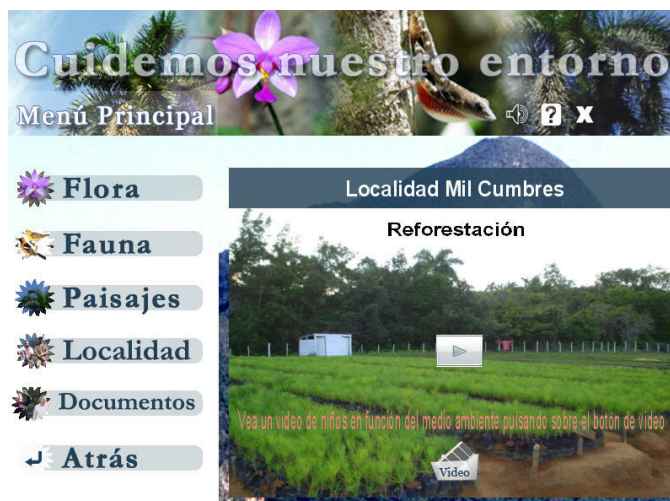 Cuidemos nuestro entorno
Menú Principal
?
X
Flora
Fauna
Paisajes
Localidad
Documentos
Atrás
Localidad Mil Cumbres
Reforestación
Vea un video de niños en función del medio ambiente pulsando sobre el botón de video
Video